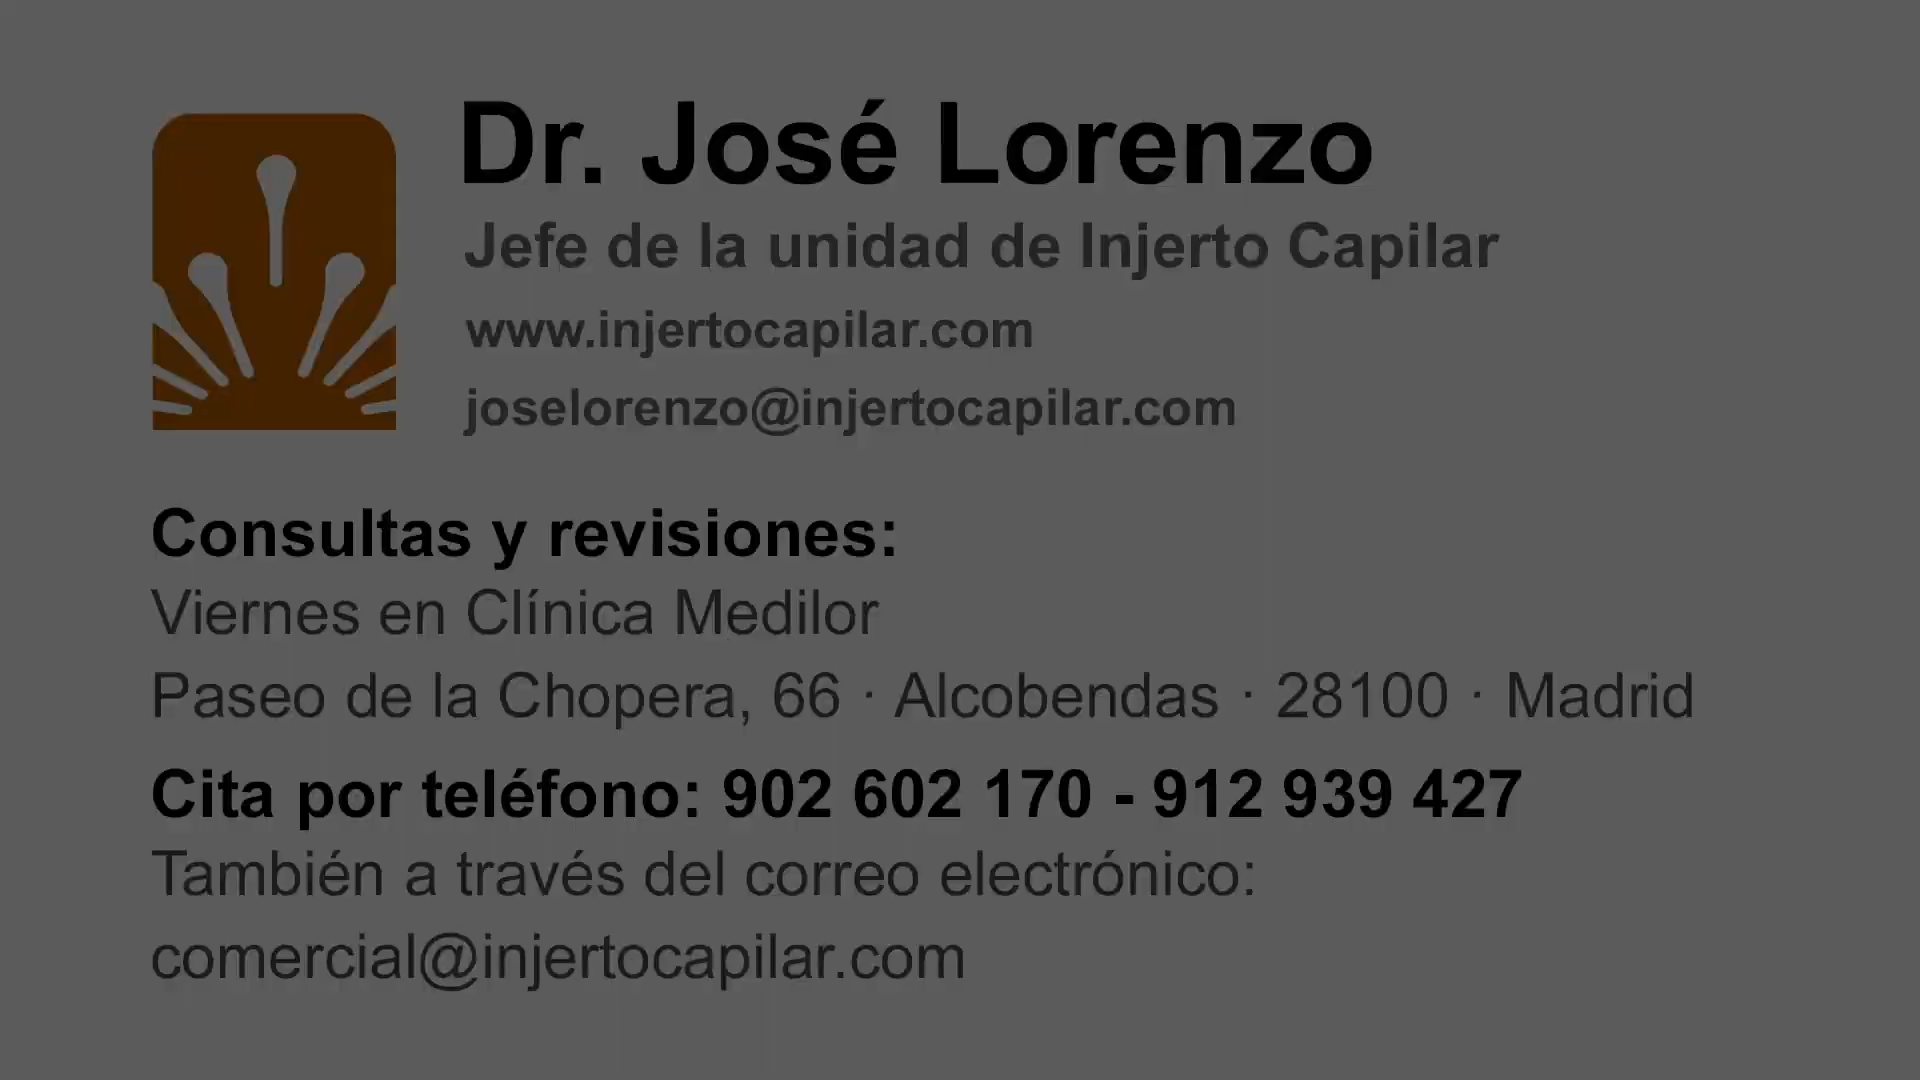 Dr. José Lorenzo
Jefe de la unidad de Injerto Capilar
www.injertocapilar.com
joselorenzo@injertocapilar.com
Consultas y revisiones:
Viernes en Clínica Medilor
Paseo de la Chopera, 66 · Alcobendas · 28100 · Madrid
Cita por teléfono: 902 602 170 - 912 939 427
También a través del correo electrónico:
comercial@injertocapilar.com